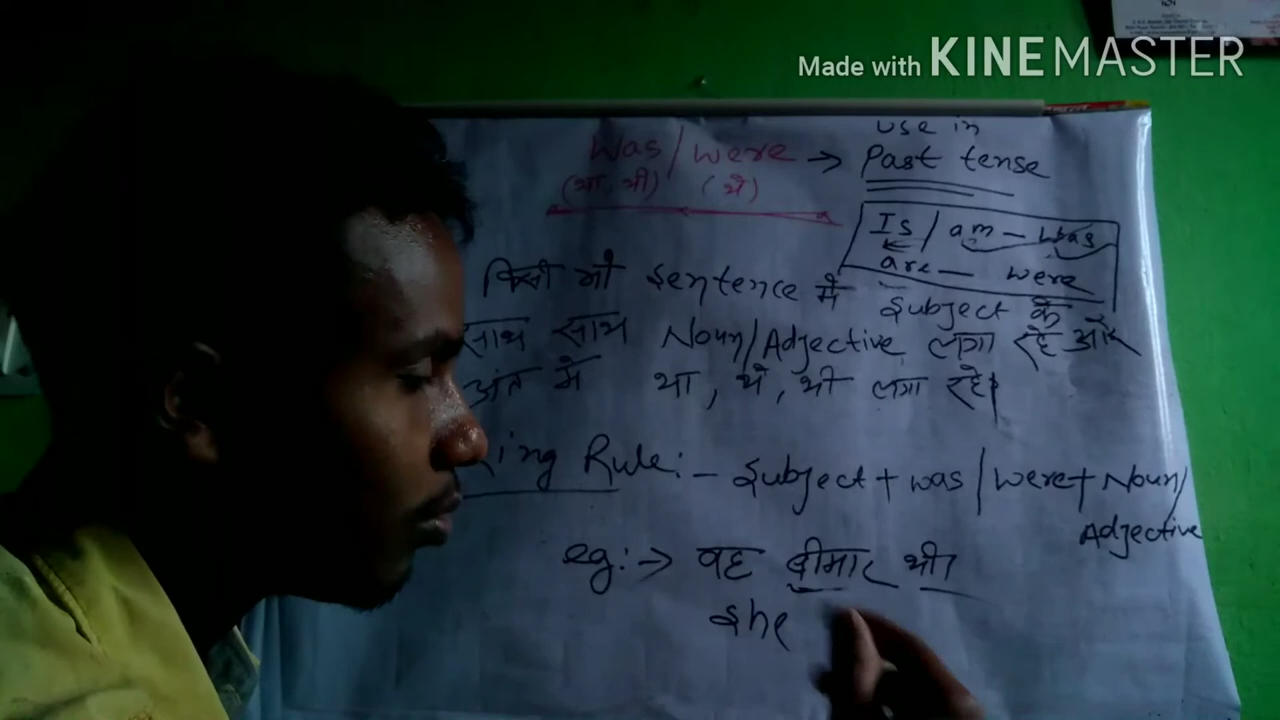 Made with KINEMASTER
use in
Was/were → Past tense
(था, थी) (थे)
Is / am — was
are — were
किसी भी Sentence में Subject के
साथ साथ Noun/Adjective लगा रहे और
अंत में था, थे, थी लगा रहे।
Rule:- Subject + was/were + Noun/
Adjective
eg:-> वह बीमार थी।
She